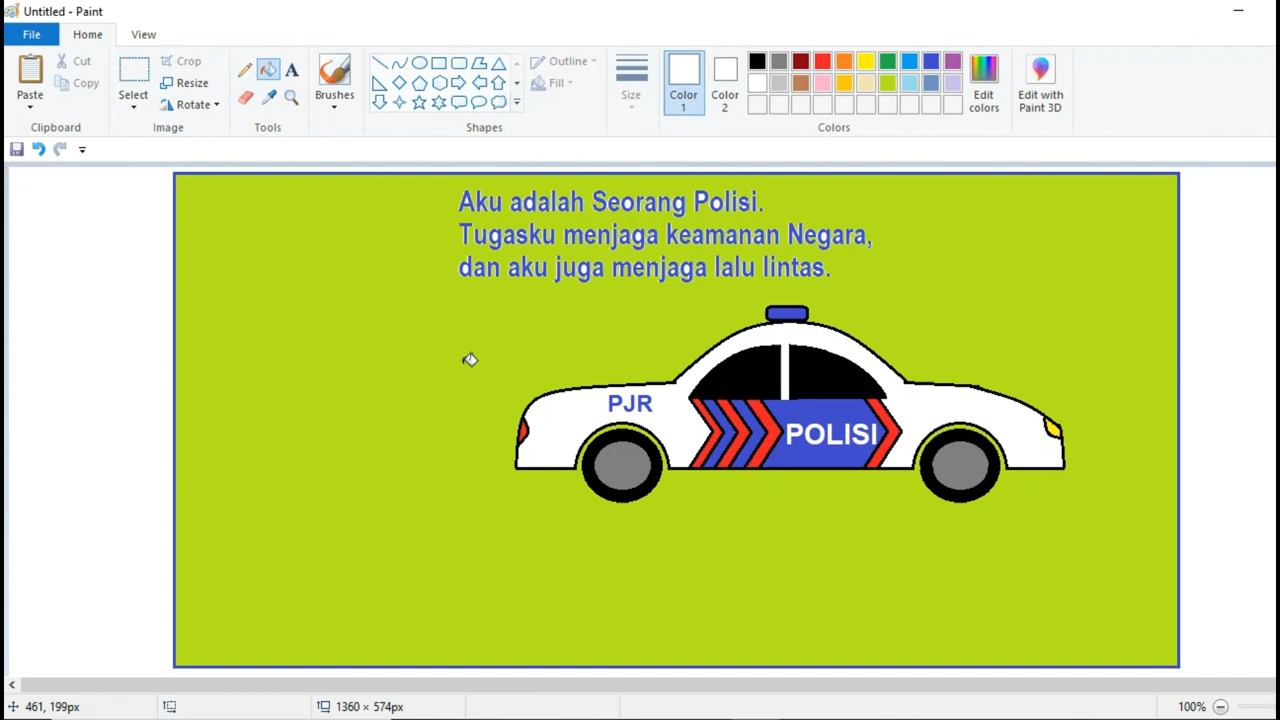 Untitled - Paint
File Home View
Paste
Cut
Copy
Clipboard
Select
Crop
Resize
Rotate
Image
A
Tools
Brushes
Outline
Fill
Shapes
Size
Color 1
Color 2
Edit colors
Colors
Edit with Paint 3D
Aku adalah Seorang Polisi.
Tugasku menjaga keamanan Negara,
dan aku juga menjaga lalu lintas.
PJR
POLISI
461, 199px
1360 × 574px
100%